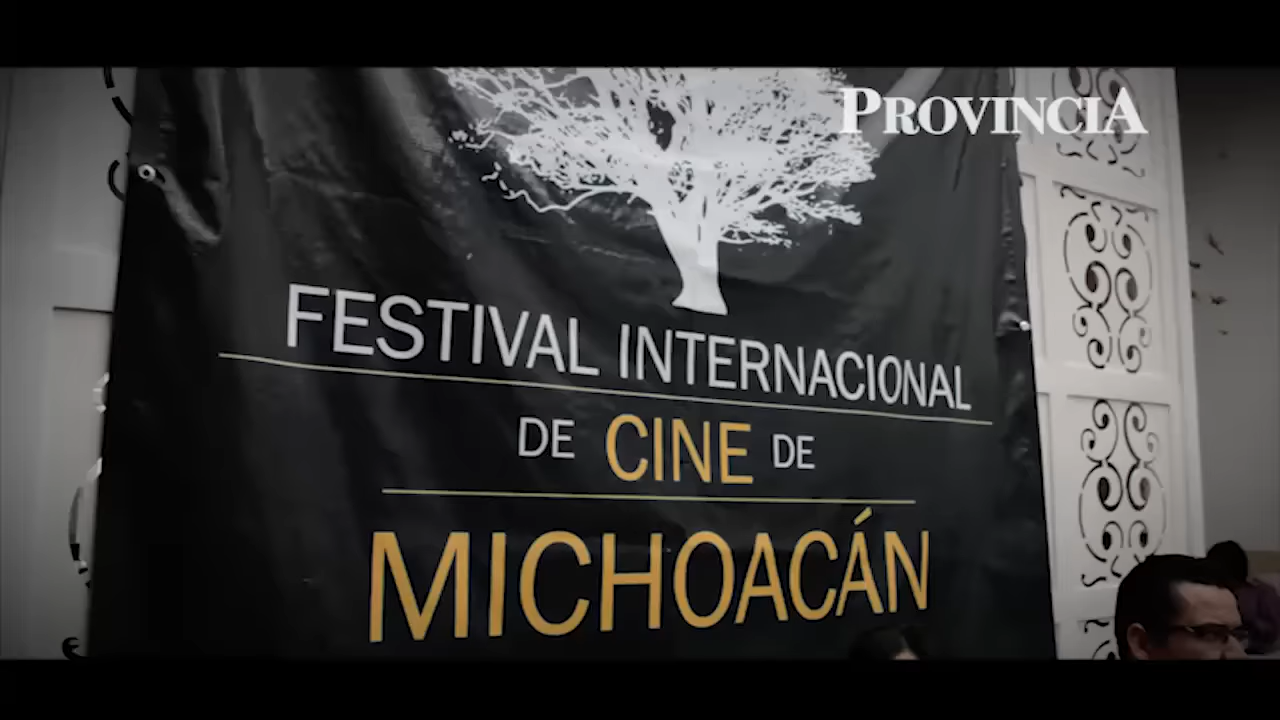 PROVINCIA
FESTIVAL INTERNACIONAL
DE CINE DE
MICHOACÁN